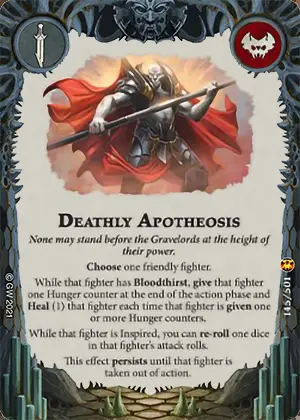 DEATHLY APOTHEOSIS
None may stand before the Gravelords at the height of
their power.
Choose one friendly fighter.
While that fighter has Bloodthirst, give that fighter
one Hunger counter at the end of the action phase and
Heal (1) that fighter each time that fighter is given one
or more Hunger counters.
While that fighter is Inspired, you can re-roll one dice
in that fighter's attack rolls.
This effect persists until that fighter is
taken out of action.
© GW 2021
145/501